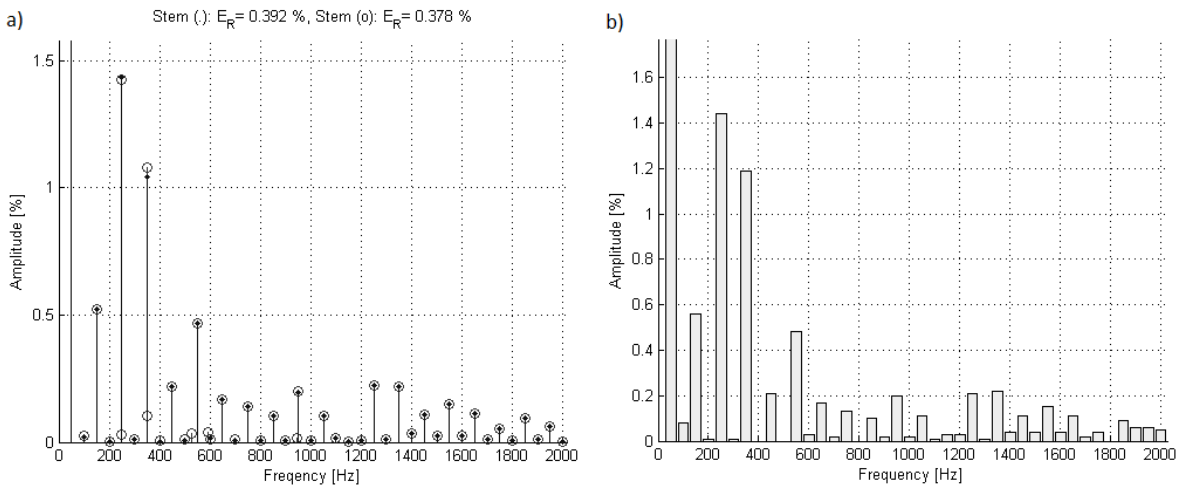 a)
Stem (.): E_R= 0.392 %, Stem (o): E_R= 0.378 %
1.5
1
0.5
0
Amplitude [%]
0 200 400 600 800 1000 1200 1400 1600 1800 2000
Freqency [Hz]
b)
1.6
1.4
1.2
1
0.8
0.6
0.4
0.2
0
Amplitude [%]
0 200 400 600 800 1000 1200 1400 1600 1800 2000
Frequency [Hz]